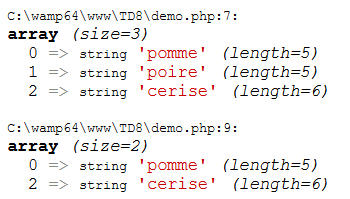 C:\wamp64\www\TD8\demo.php:7:
array (size=3)
0 => string 'pomme' (length=5)
1 => string 'poire' (length=5)
2 => string 'cerise' (length=6)
C:\wamp64\www\TD8\demo.php:9:
array (size=2)
0 => string 'pomme' (length=5)
2 => string 'cerise' (length=6)